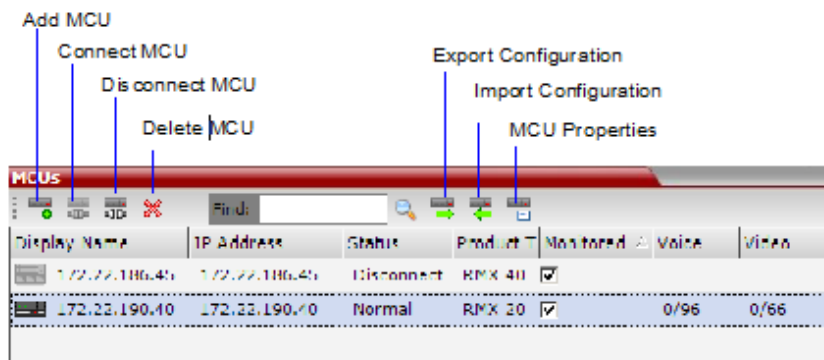 Add MCU
Connect MCU
Export Configuration
Disconnect MCU
Import Configuration
Delete MCU
MCU Properties
MCUs
Find:
Display Name IP Address Status Product T Monitored Voice Video
172.22.186.45 172.22.186.45 Disconnect RMX 40
172.22.190.40 172.22.190.40 Normal RMX 20 0/96 0/66